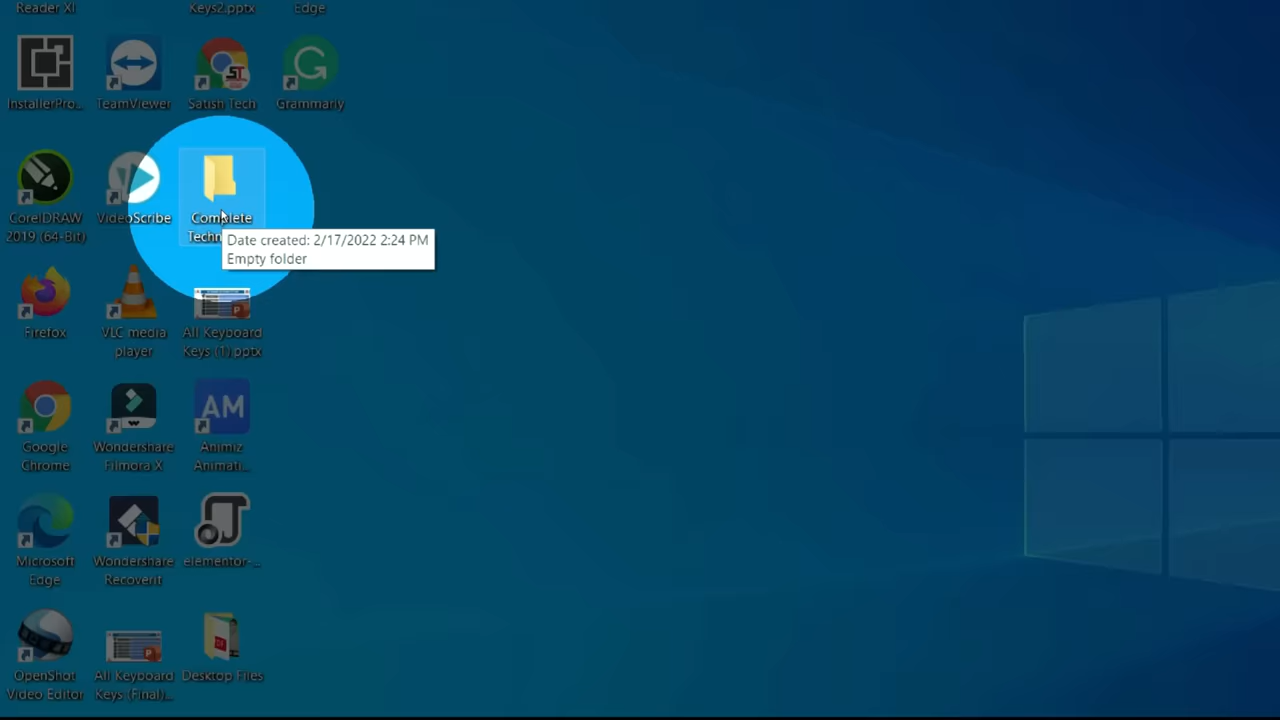 Reader XI
Keys2.pptx
Edge
InstallerPro...
TeamViewer
Satish Tech
Grammarly
CorelDRAW
2019 (64-Bit)
VideoScribe
Complete
Date created: 2/17/2022 2:24 PM
Empty folder
Firefox
VLC media
player
All Keyboard
Keys (1).pptx
Google
Chrome
Wondershare
Filmora X
AM
Animiz
Animati...
Microsoft
Edge
Wondershare
Recoverit
elementor-...
OpenShot
Video Editor
All Keyboard
Keys (Final)...
Desktop Files